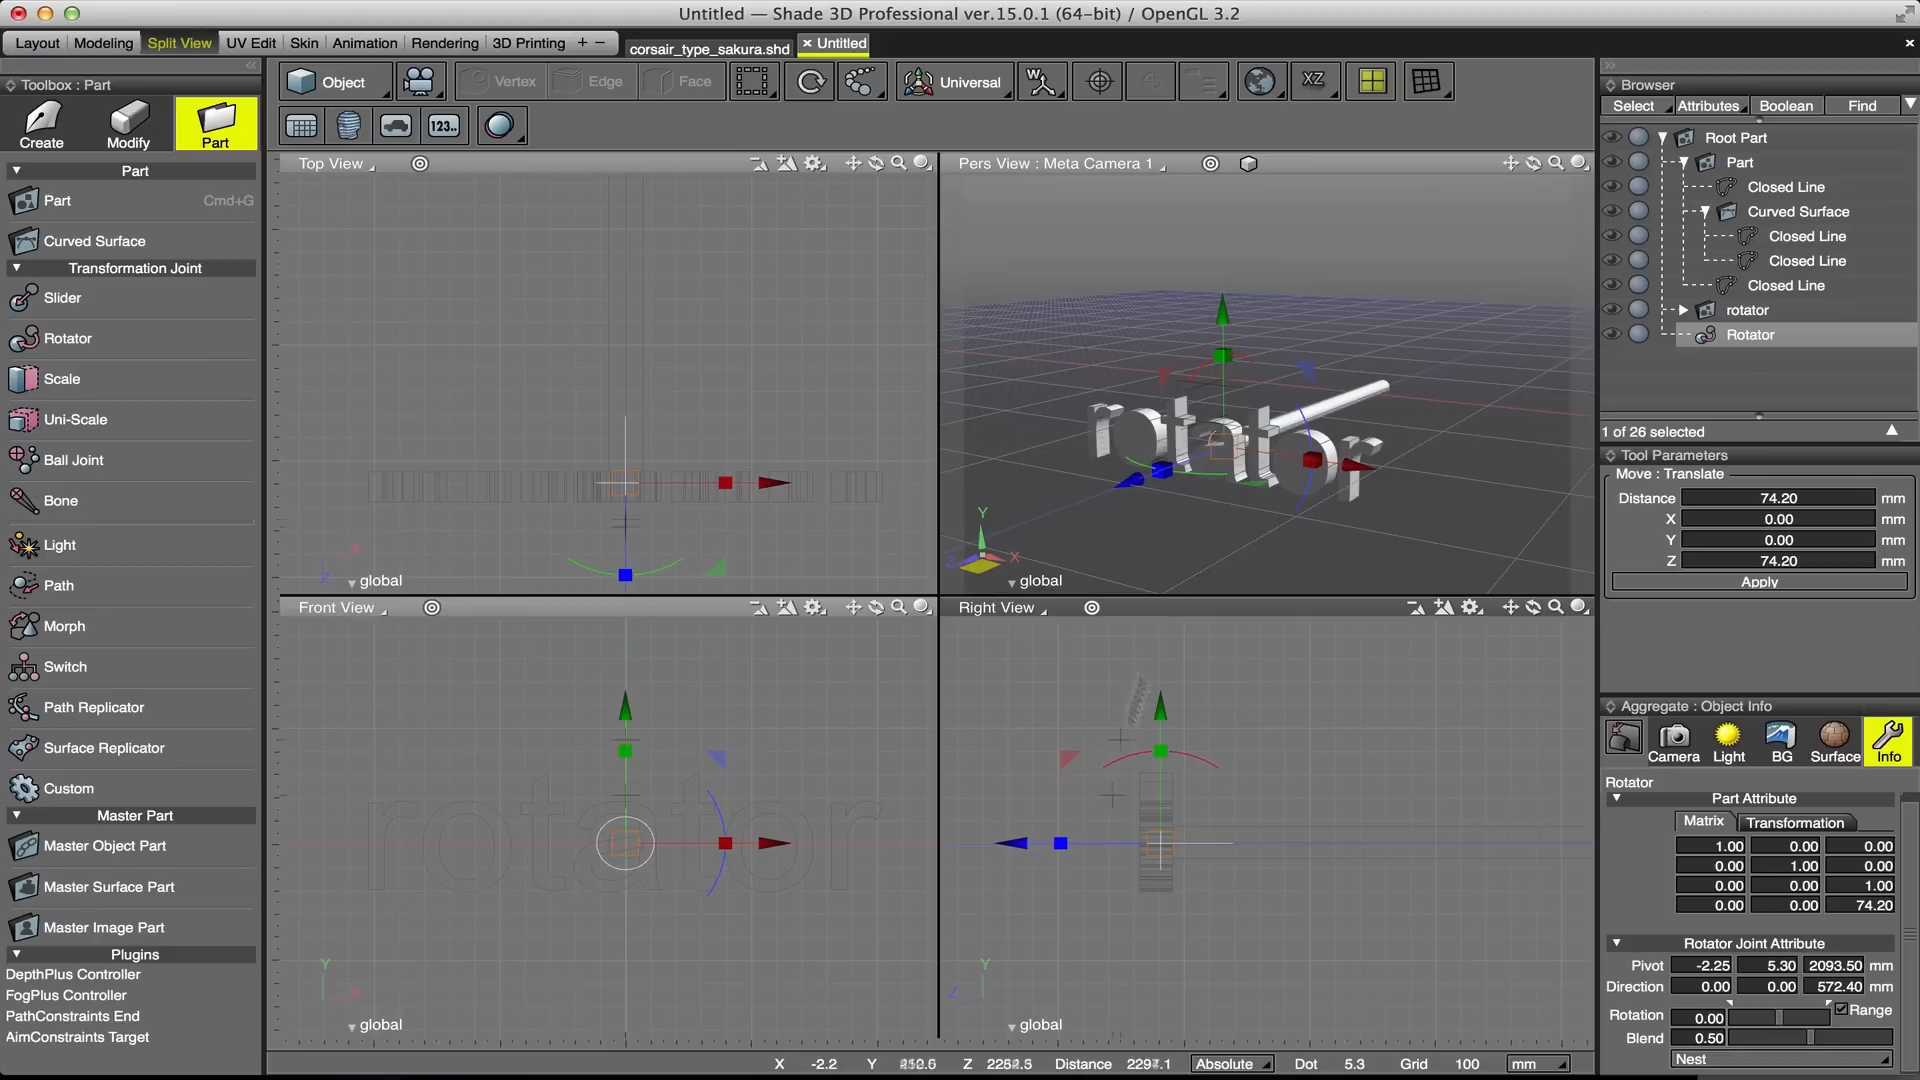 Untitled — Shade 3D Professional ver.15.0.1 (64-bit) / OpenGL 3.2
Layout Modeling Split View UV Edit Skin Animation Rendering 3D Printing + −
corsair_type_sakura.shd × Untitled ×
Toolbox : Part
Create Modify Part
Part
Part Cmd+G
Curved Surface
Transformation Joint
Slider
Rotator
Scale
Uni-Scale
Ball Joint
Bone
Light
Path
Morph
Switch
Path Replicator
Surface Replicator
Custom
Master Part
Master Object Part
Master Surface Part
Master Image Part
Plugins
DepthPlus Controller
FogPlus Controller
PathConstraints End
AimConstraints Target
Object Vertex Edge Face Universal W XZ
123..
Top View
X
Z
global
Pers View : Meta Camera 1
rotator
Y
X
Z
global
Front View
rotator
Y
X
global
Right View
Y
Z
global
X -2.2 Y Z Distance Absolute Dot 5.3 Grid 100 mm
Browser
Select Attributes Boolean Find
Root Part
Part
Closed Line
Curved Surface
Closed Line
Closed Line
Closed Line
rotator
Rotator
1 of 26 selected
Tool Parameters
Move : Translate
Distance 74.20 mm
X 0.00 mm
Y 0.00 mm
Z 74.20 mm
Apply
Aggregate : Object Info
Camera Light BG Surface Info
Rotator
Part Attribute
Matrix Transformation
1.00 0.00 0.00
0.00 1.00 0.00
0.00 0.00 1.00
0.00 0.00 74.20
Rotator Joint Attribute
Pivot -2.25 5.30 2093.50 mm
Direction 0.00 0.00 572.40 mm
Rotation 0.00 Range
Blend 0.50
Nest